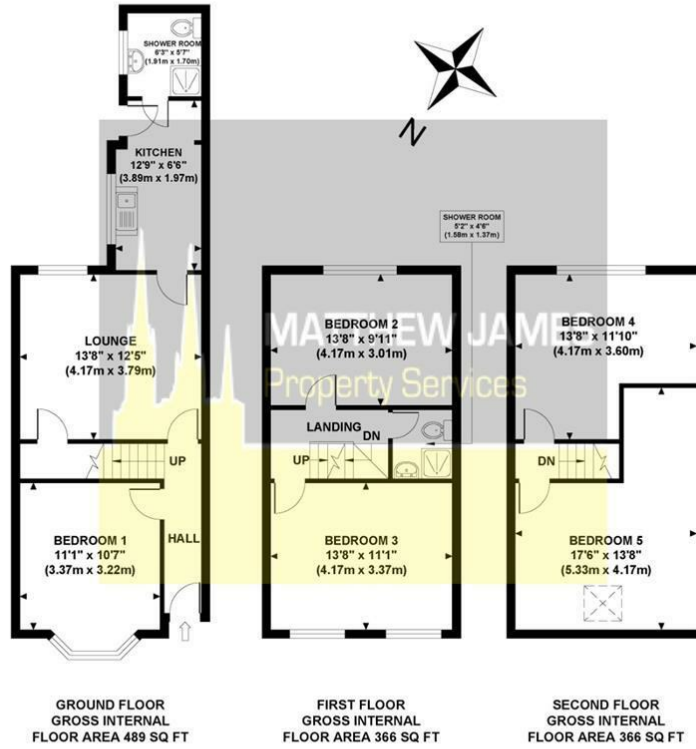 SHOWER ROOM
6'3" x 5'7"
(1.91m x 1.70m)
N
KITCHEN
12'9" x 6'6"
(3.89m x 1.97m)
SHOWER ROOM
5'2" x 4'6"
(1.58m x 1.37m)
LOUNGE
13'8" x 12'5"
(4.17m x 3.79m)
BEDROOM 2
13'8" x 9'11"
(4.17m x 3.01m)
BEDROOM 4
13'8" x 11'10"
(4.17m x 3.60m)
MATTHEW JAMES
Property Services
LANDING
DN
UP
UP
DN
BEDROOM 1
11'1" x 10'7"
(3.37m x 3.22m)
HALL
BEDROOM 3
13'8" x 11'1"
(4.17m x 3.37m)
BEDROOM 5
17'6" x 13'8"
(5.33m x 4.17m)
GROUND FLOOR
GROSS INTERNAL
FLOOR AREA 489 SQ FT
FIRST FLOOR
GROSS INTERNAL
FLOOR AREA 366 SQ FT
SECOND FLOOR
GROSS INTERNAL
FLOOR AREA 366 SQ FT